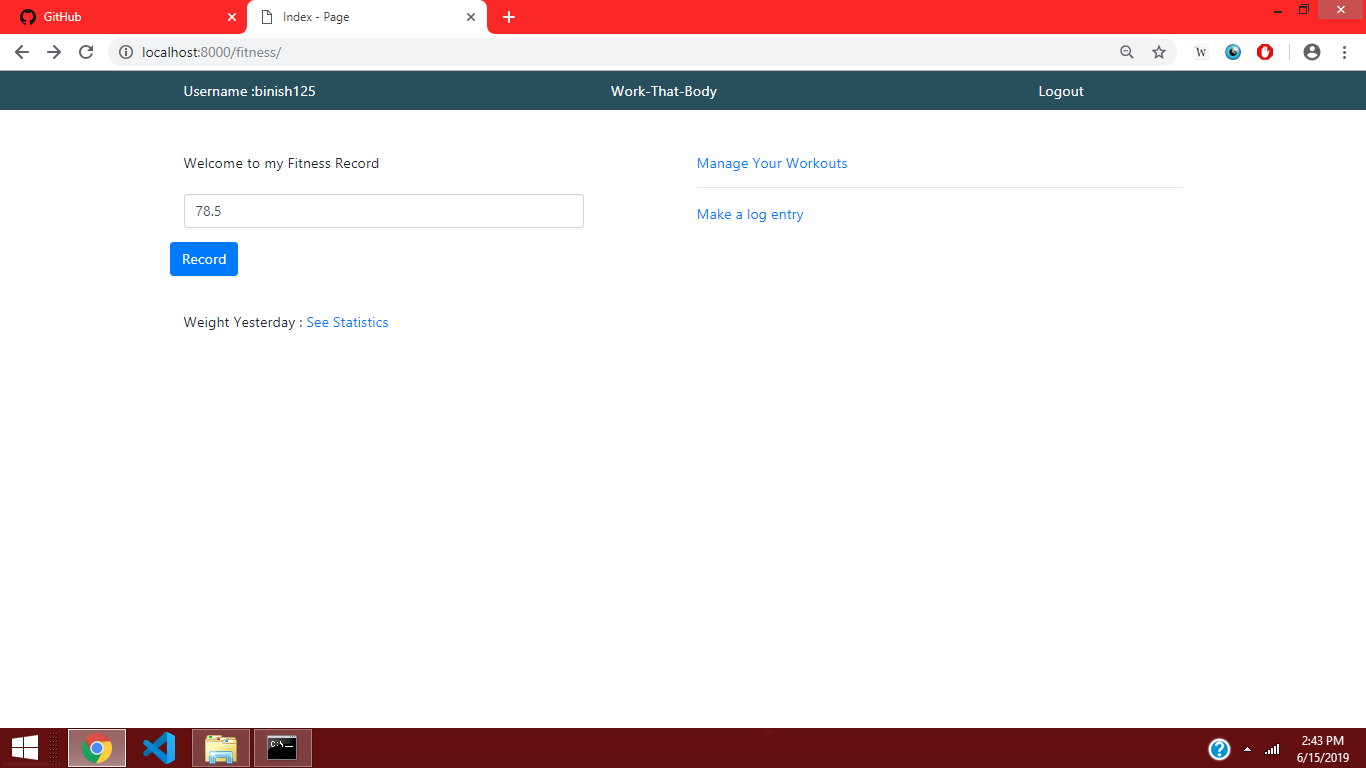 GitHub
Index - Page
localhost:8000/fitness/
W
Username :binish125
Work-That-Body
Logout
Welcome to my Fitness Record
Manage Your Workouts
78.5
Make a log entry
Record
Weight Yesterday : See Statistics
C:\_
?
2:43 PM
6/15/2019